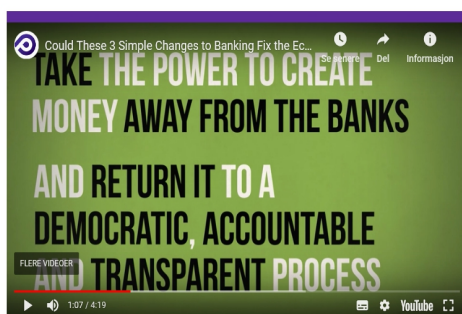 Could These 3 Simple Changes to Banking Fix the Ec...
Se senere Del Informasjon
TAKE THE POWER TO CREATE
MONEY AWAY FROM THE BANKS
AND RETURN IT TO A
DEMOCRATIC, ACCOUNTABLE
AND TRANSPARENT PROCESS
FLERE VIDEOER
1:07 / 4:19
YouTube